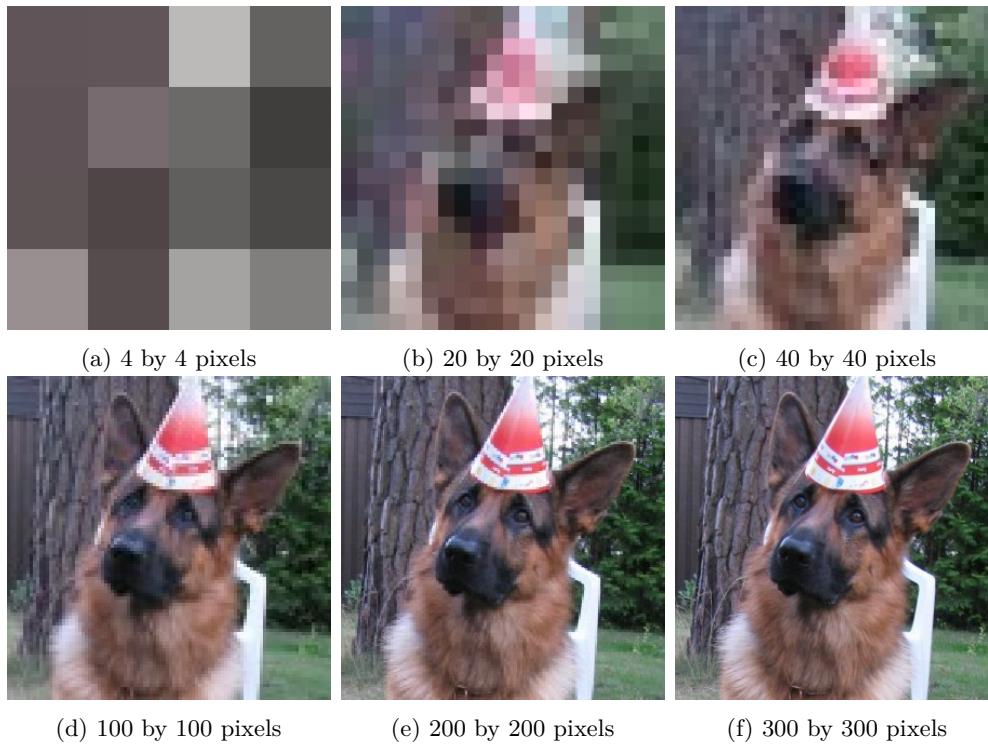 (a) 4 by 4 pixels
(b) 20 by 20 pixels
(c) 40 by 40 pixels
(d) 100 by 100 pixels
(e) 200 by 200 pixels
(f) 300 by 300 pixels